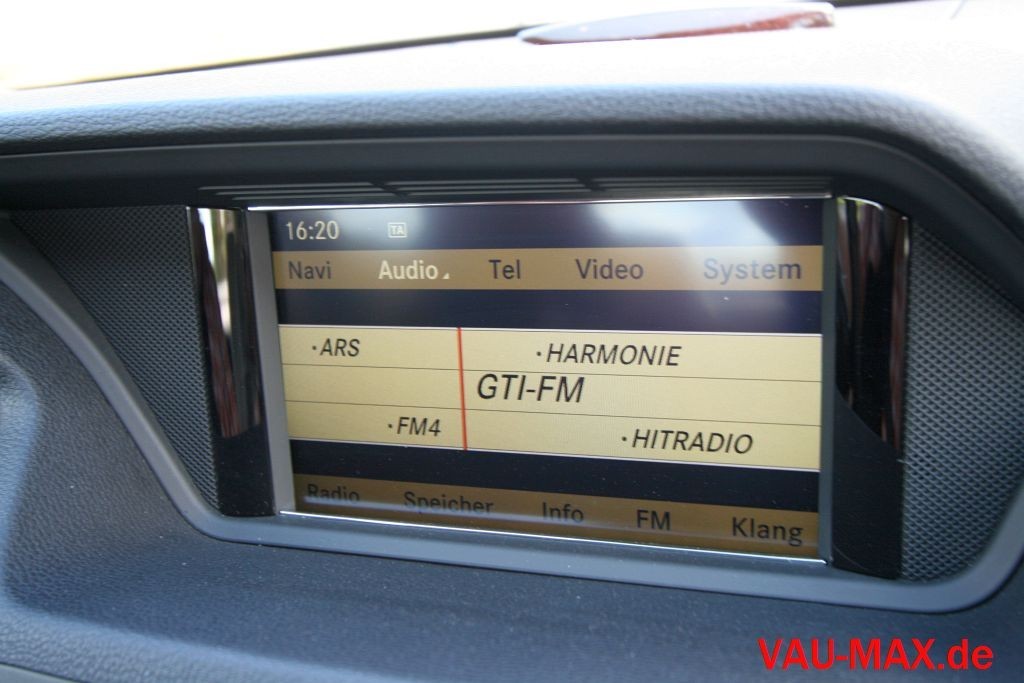 16:20 TA
Navi Audio Tel Video System
·ARS ·HARMONIE
GTI-FM
·FM4 ·HITRADIO
Radio Speicher Info FM Klang
VAU-MAX.de